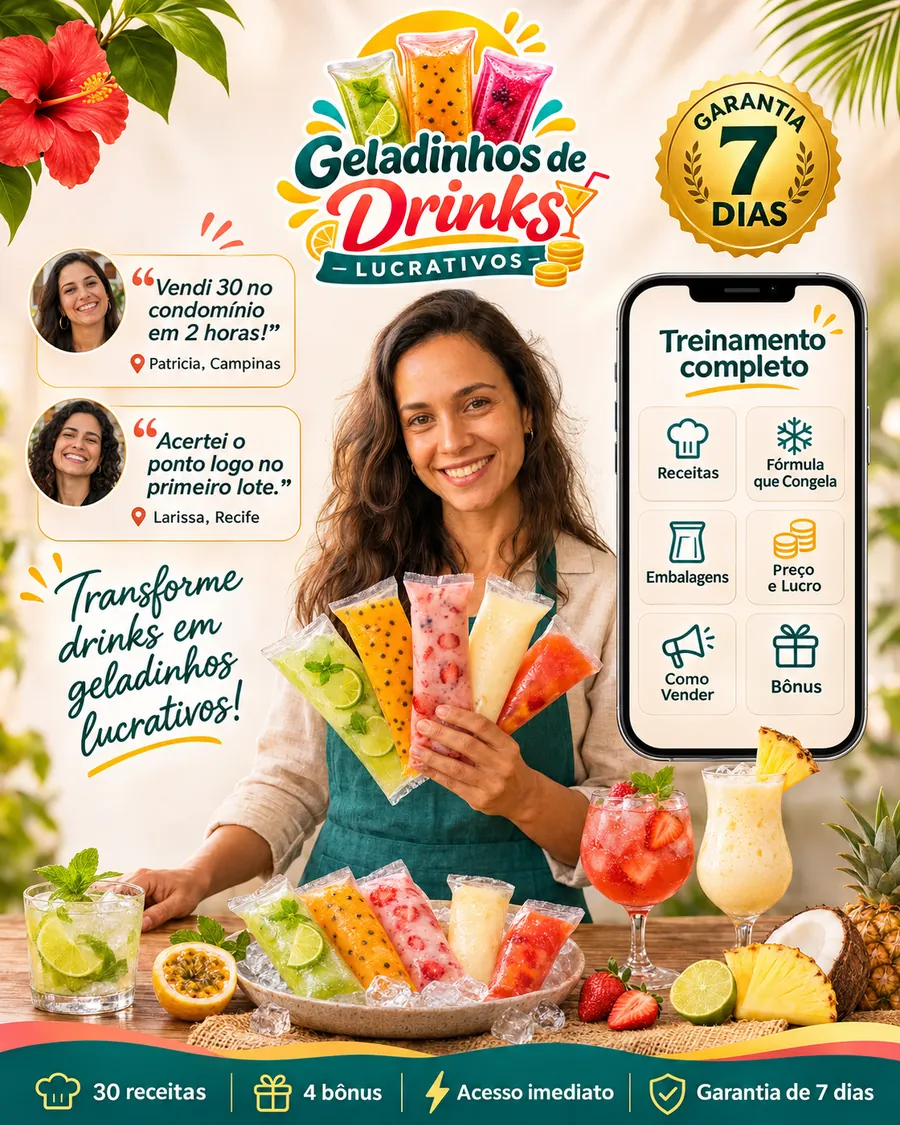 Geladinhos de
Drinks
LUCRATIVOS
GARANTIA
7
DIAS
“Vendi 30 no
condomínio
em 2 horas!”
Patricia, Campinas
“Acertei o
ponto logo no
primeiro lote.”
Larissa, Recife
Transforme
drinks em
geladinhos
lucrativos!
Treinamento
completo
Receitas
Fórmula
que Congela
Embalagens
Preço
e Lucro
Como
Vender
Bônus
30 receitas
4 bônus
Acesso imediato
Garantia de 7 dias